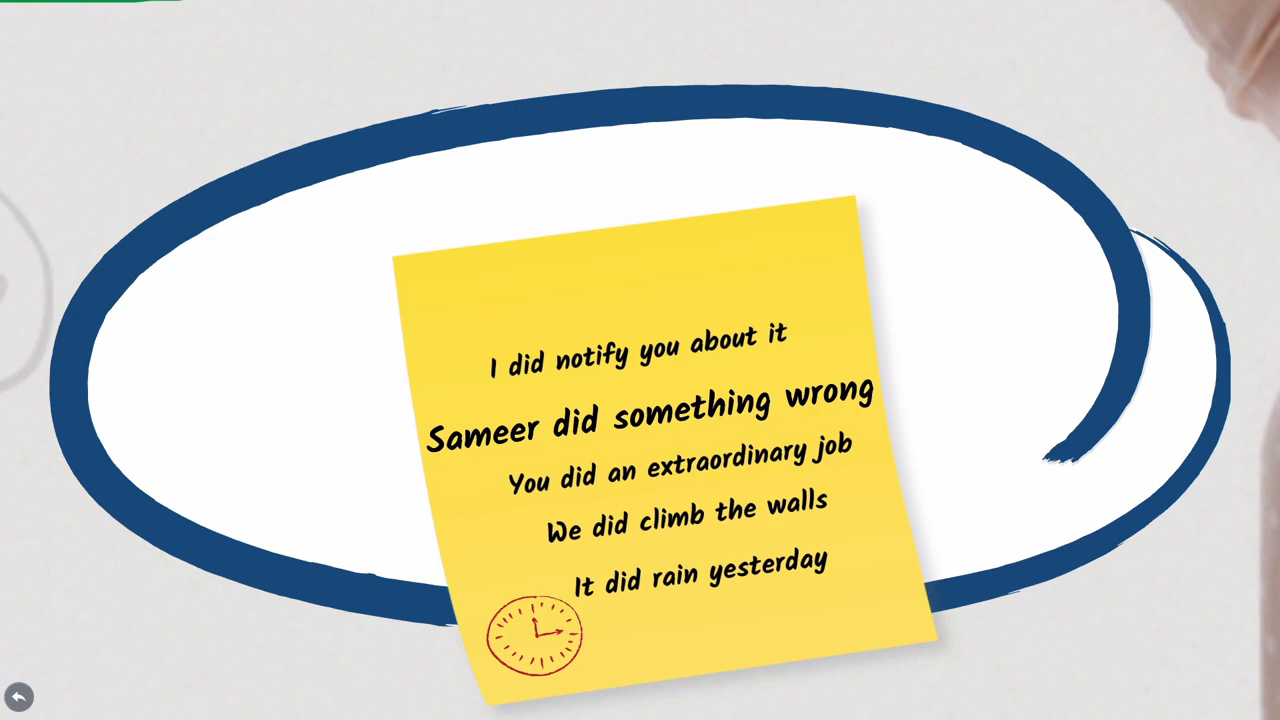 I did notify you about it
Sameer did something wrong
You did an extraordinary job
We did climb the walls
It did rain yesterday